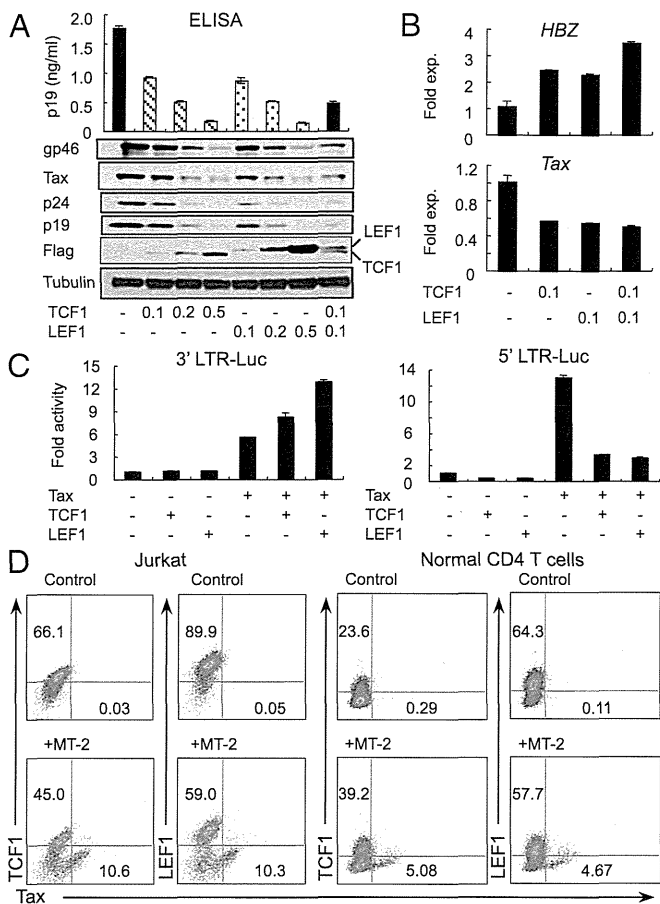 A
ELISA
p19 (ng/ml)
2.0
1.5
1.0
0.5
0.0
gp46
Tax
p24
p19
Flag
LEF1
TCF1
Tubulin
TCF1 - 0.1 0.2 0.5 - - - 0.1
LEF1 - - - - 0.1 0.2 0.5 0.1
B
HBZ
Fold exp.
4
3
2
1
0
Tax
Fold exp.
1.2
0.8
0.4
0
TCF1 - 0.1 - 0.1
LEF1 - - 0.1 0.1
C
3' LTR-Luc
Fold activity
15
12
9
6
3
0
Tax - - - + + +
TCF1 - + - - + -
LEF1 - - + - - +
5' LTR-Luc
14
10
6
2
0
Tax - - - + + +
TCF1 - + - - + -
LEF1 - - + - - +
D
Jurkat
Normal CD4 T cells
Control Control Control Control
66.1 89.9 23.6 64.3
0.03 0.05 0.29 0.11
+MT-2 +MT-2 +MT-2 +MT-2
45.0 59.0 39.2 57.7
10.6 10.3 5.08 4.67
TCF1 LEF1 TCF1 LEF1
Tax